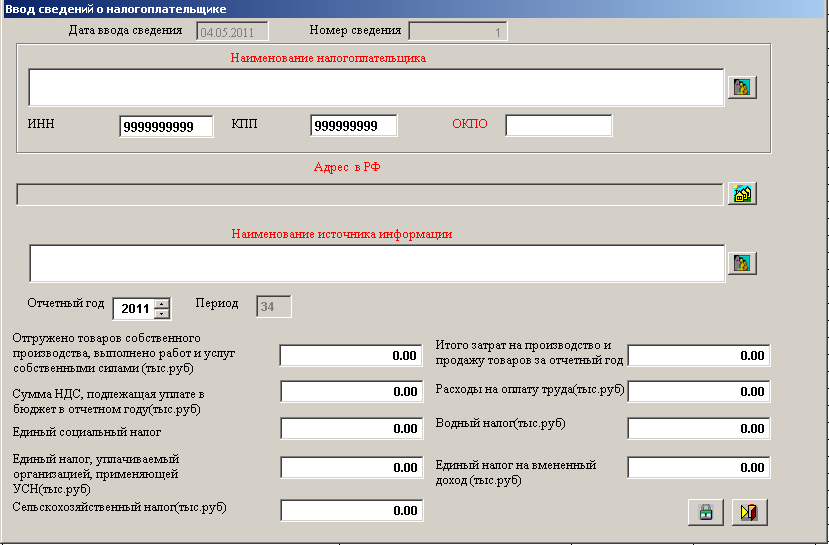 Ввод сведений о налогоплательщике
Дата ввода сведения 04.05.2011 Номер сведения 1
Наименование налогоплательщика
ИНН 9999999999 КПП 999999999 ОКПО
Адрес в РФ
Наименование источника информации
Отчетный год 2011 Период 34
Отгружено товаров собственного
производства, выполнено работ и услуг
собственными силами (тыс.руб)
0.00
Итого затрат на производство и
продажу товаров за отчетный год
0.00
Сумма НДС, подлежащая уплате в
бюджет в отчетном году(тыс.руб)
0.00
Расходы на оплату труда(тыс.руб)
0.00
Единый социальный налог
0.00
Водный налог(тыс.руб)
0.00
Единый налог, уплачиваемый
организацией, применяющей
УСН(тыс.руб)
0.00
Единый налог на вмененный
доход (тыс.руб)
0.00
Сельскохозяйственный налог(тыс.руб)
0.00